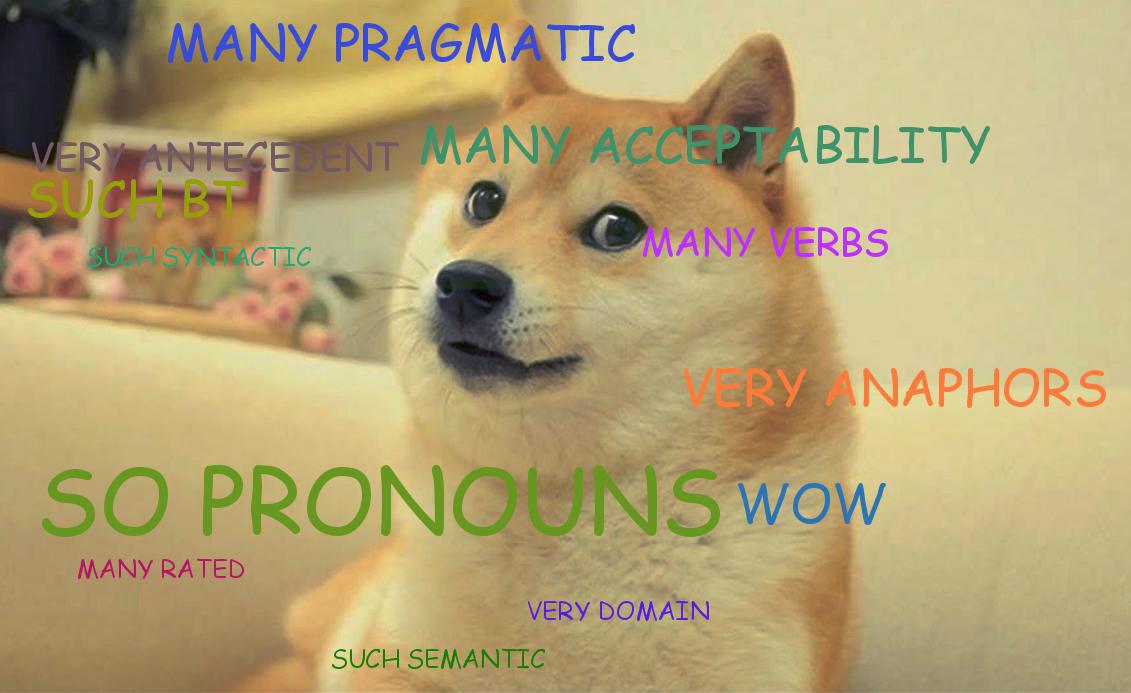 MANY PRAGMATIC
MANY ACCEPTABILITY
VERY ANTECEDENT
SUCH BT
MANY VERBS
SUCH SYNTACTIC
VERY ANAPHORS
SO PRONOUNS
WOW
MANY RATED
VERY DOMAIN
SUCH SEMANTIC